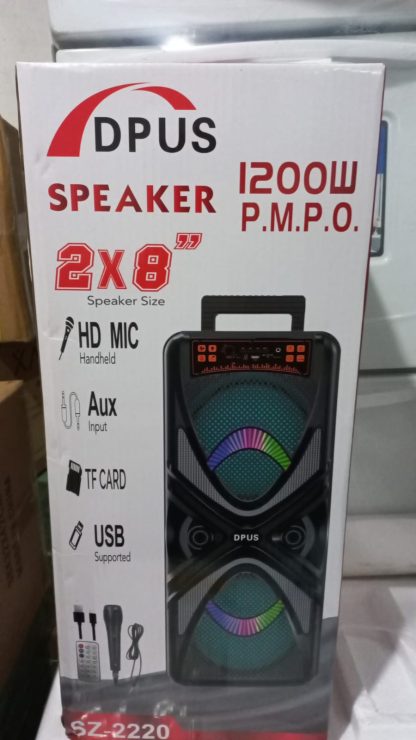 DPUS
SPEAKER
1200W
P.M.P.O.
2x8"
Speaker Size
HD MIC
Handheld
Aux
Input
TF CARD
USB
Supported
DPUS
SZ-2220